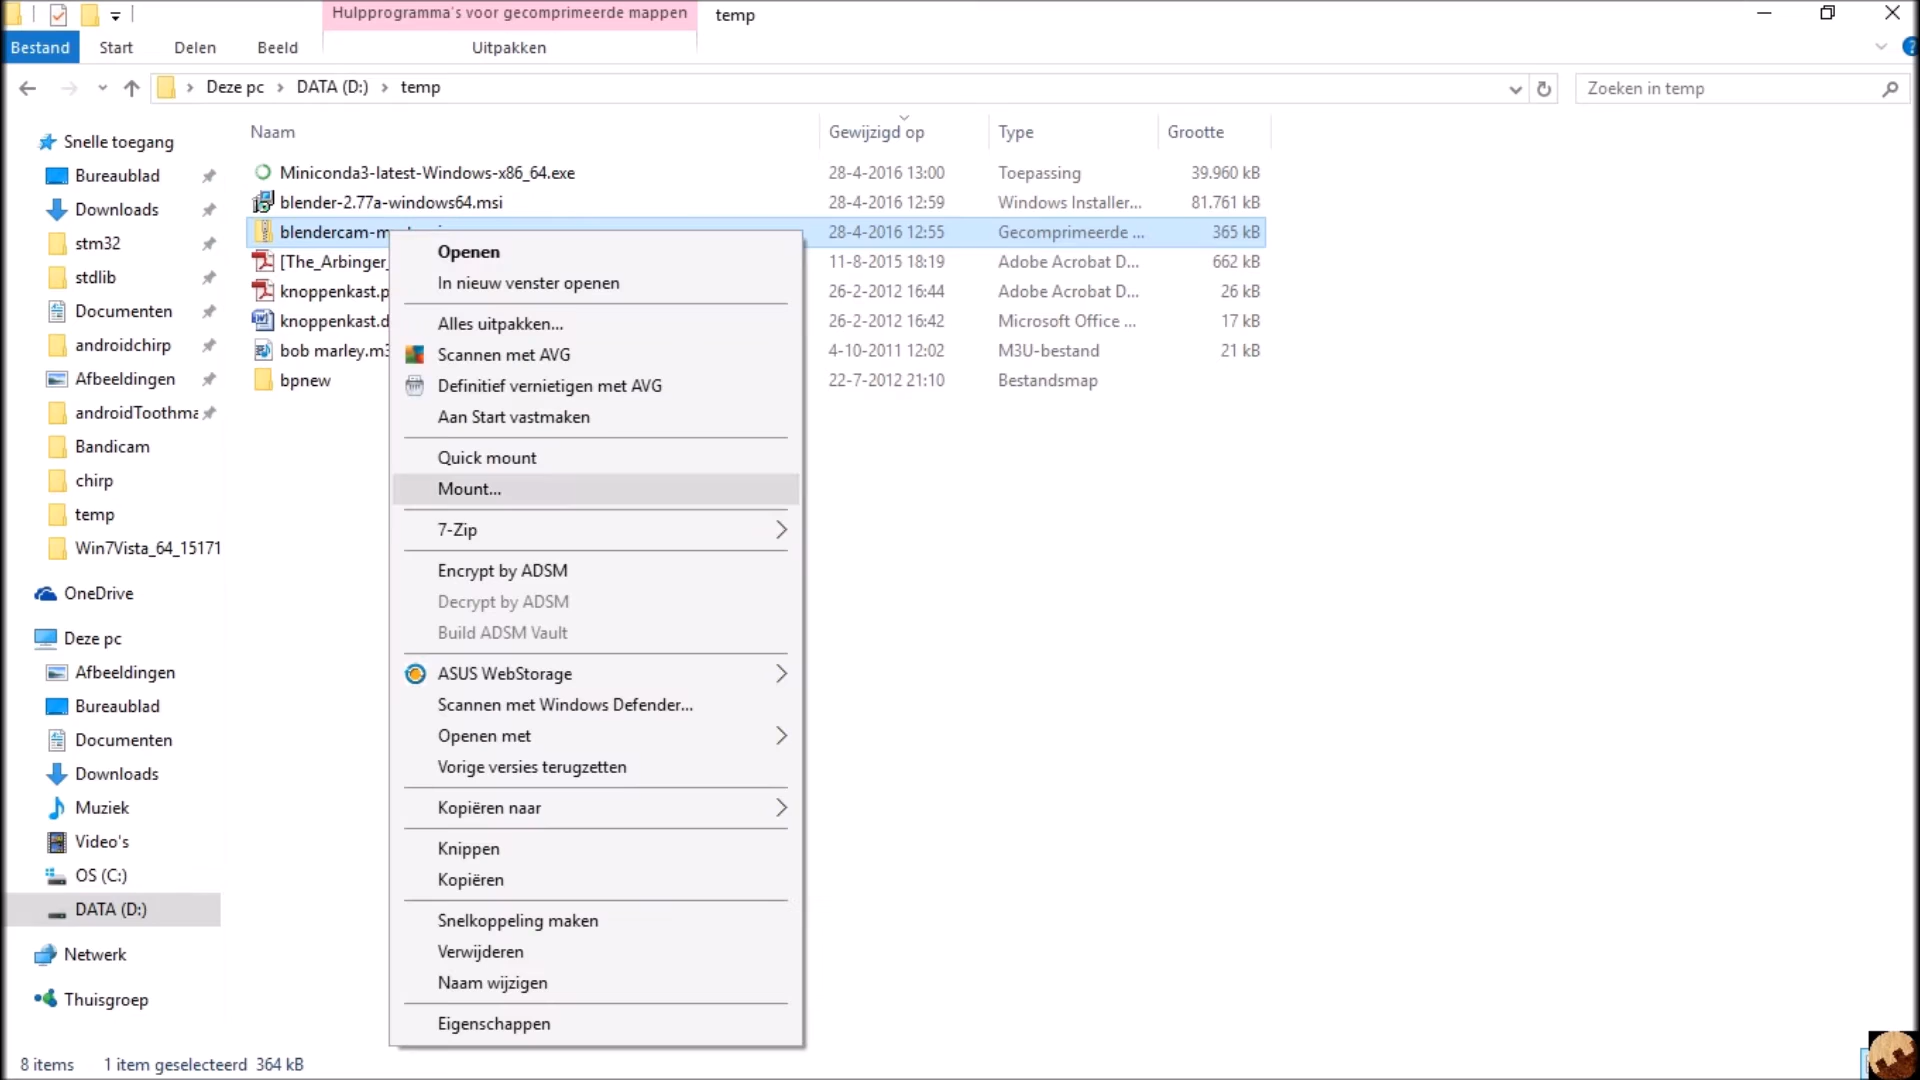 Hulpprogramma's voor gecomprimeerde mappen
temp
Bestand
Start
Delen
Beeld
Uitpakken
Deze pc
DATA (D:)
temp
Zoeken in temp
Naam
Gewijzigd op
Type
Grootte
Miniconda3-latest-Windows-x86_64.exe 28-4-2016 13:00 Toepassing 39.960 kB
blender-2.77a-windows64.msi 28-4-2016 12:59 Windows Installer... 81.761 kB
28-4-2016 12:55 Gecomprimeerde ... 365 kB
[The_Arbinger_ 11-8-2015 18:19 Adobe Acrobat D... 662 kB
knoppenkast.p 26-2-2012 16:44 Adobe Acrobat D... 26 kB
knoppenkast.d 26-2-2012 16:42 Microsoft Office ... 17 kB
bob marley.m3 4-10-2011 12:02 M3U-bestand 21 kB
bpnew 22-7-2012 21:10 Bestandsmap
Snelle toegang
Bureaublad
Downloads
stm32
stdlib
Documenten
androidchirp
Afbeeldingen
androidToothma
Bandicam
chirp
temp
Win7Vista_64_15171
OneDrive
Deze pc
Afbeeldingen
Bureaublad
Documenten
Downloads
Muziek
Video's
OS (C:)
DATA (D:)
Netwerk
Thuisgroep
Openen
In nieuw venster openen
Alles uitpakken...
Scannen met AVG
Definitief vernietigen met AVG
Aan Start vastmaken
Quick mount
Mount...
7-Zip
Encrypt by ADSM
Decrypt by ADSM
Build ADSM Vault
ASUS WebStorage
Scannen met Windows Defender...
Openen met
Vorige versies terugzetten
Kopiëren naar
Knippen
Kopiëren
Snelkoppeling maken
Verwijderen
Naam wijzigen
Eigenschappen
8 items 1 item geselecteerd 364 kB